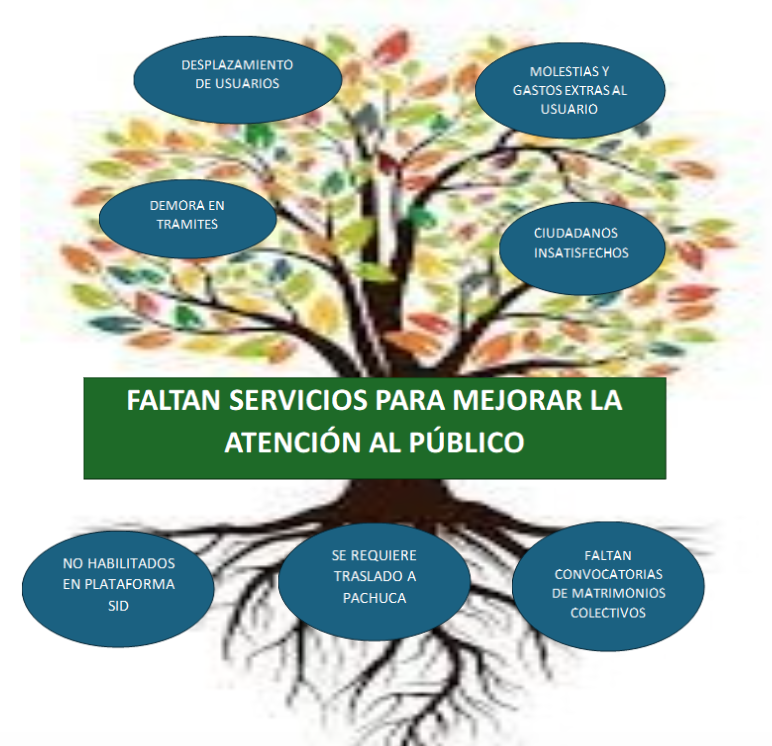 DESPLAZAMIENTO
DE USUARIOS
MOLESTIAS Y
GASTOS EXTRAS AL
USUARIO
DEMORA EN
TRAMITES
CIUDADANOS
INSATISFECHOS
FALTAN SERVICIOS PARA MEJORAR LA
ATENCIÓN AL PÚBLICO
NO HABILITADOS
EN PLATAFORMA
SID
SE REQUIERE
TRASLADO A
PACHUCA
FALTAN
CONVOCATORIAS
DE MATRIMONIOS
COLECTIVOS